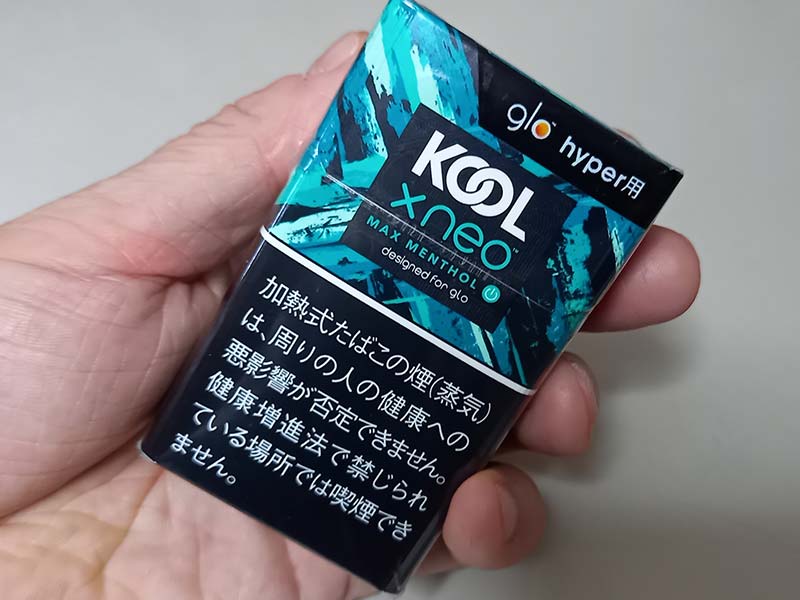 glo™ hyper用
KOOL
x neo™
MAX MENTHOL
designed for glo
加熱式たばこの煙(蒸気)
は、周りの人の健康への
悪影響が否定できません。
健康増進法で禁じられ
ている場所では喫煙でき
ません。